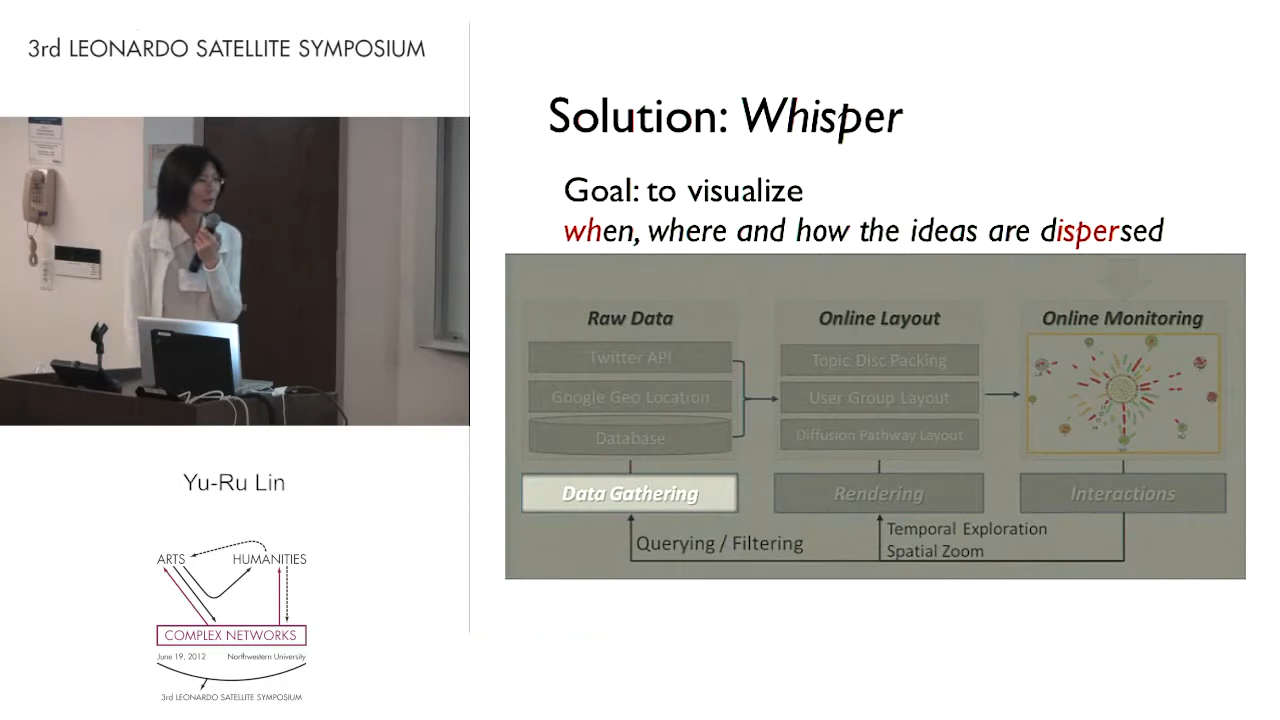 3rd LEONARDO SATELLITE SYMPOSIUM
Solution: Whisper
Goal: to visualize
when, where and how the ideas are dispersed
Raw Data
Twitter API
Google Geo Location
Database
Data Gathering
Online Layout
Topic Disc Packing
User Group Layout
Diffusion Pathway Layout
Rendering
Online Monitoring
Interactions
Querying / Filtering
Temporal Exploration
Spatial Zoom
Yu-Ru Lin
ARTS
HUMANITIES
COMPLEX NETWORKS
June 19, 2012 Northwestern University
3rd LEONARDO SATELLITE SYMPOSIUM